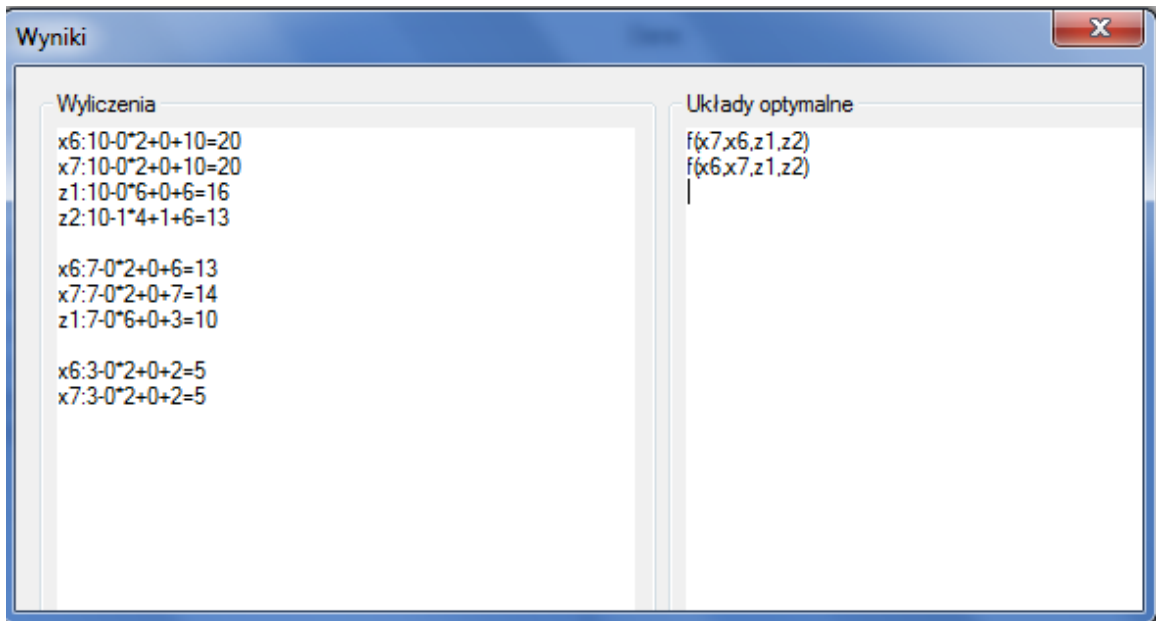 Wyniki
Wyliczenia
x6:10-0*2+0+10=20
x7:10-0*2+0+10=20
z1:10-0*6+0+6=16
z2:10-1*4+1+6=13
x6:7-0*2+0+6=13
x7:7-0*2+0+7=14
z1:7-0*6+0+3=10
x6:3-0*2+0+2=5
x7:3-0*2+0+2=5
Układy optymalne
f(x7,x6,z1,z2)
f(x6,x7,z1,z2)